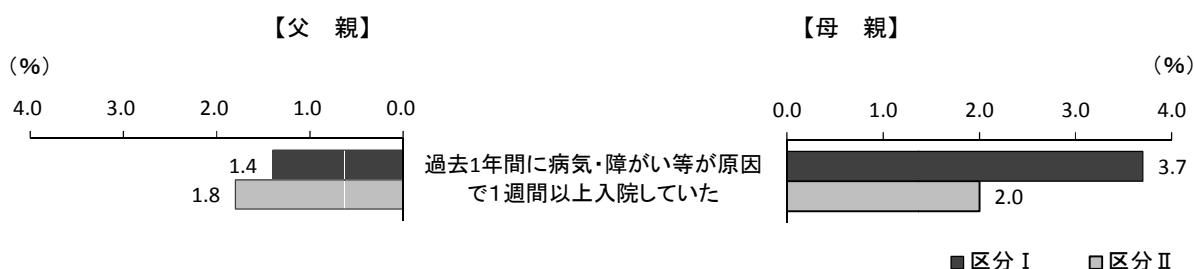 【父　親】
【母　親】
（%）
（%）
4.0 3.0 2.0 1.0 0.0
0.0 1.0 2.0 3.0 4.0
1.4
1.8
過去1年間に病気・障がい等が原因
で1週間以上入院していた
3.7
2.0
区分Ⅰ 区分Ⅱ